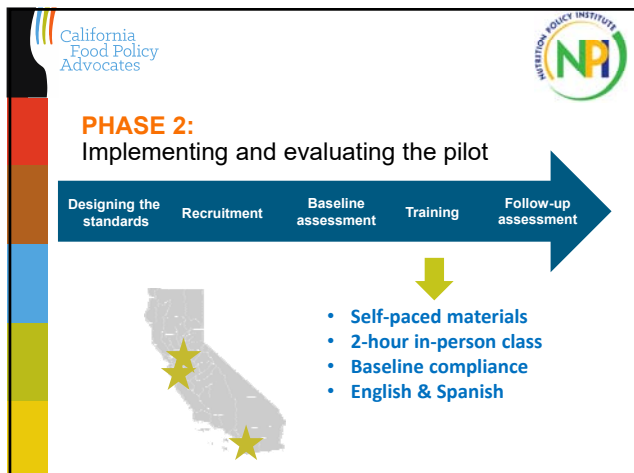 California
Food Policy
Advocates
NUTRITION POLICY INSTITUTE
NPI
PHASE 2:
Implementing and evaluating the pilot
Designing the
standards
Recruitment
Baseline
assessment
Training
Follow-up
assessment
• Self-paced materials
• 2-hour in-person class
• Baseline compliance
• English & Spanish